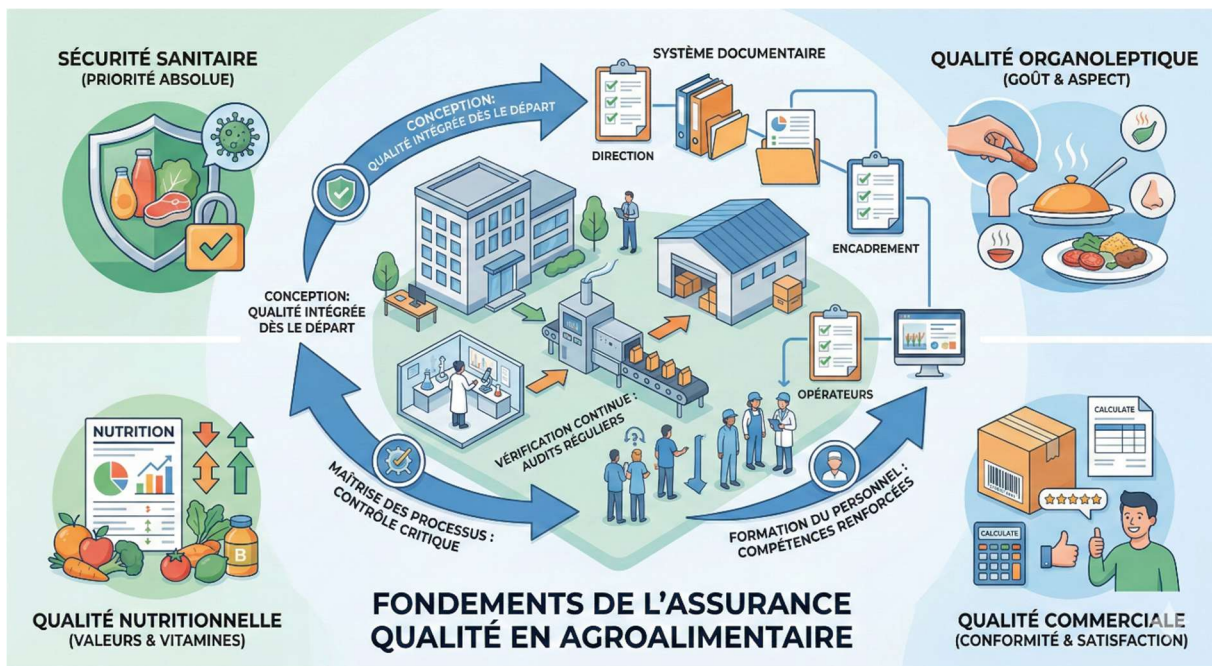 SÉCURITÉ SANITAIRE
(PRIORITÉ ABSOLUE)
CONCEPTION:
QUALITÉ INTÉGRÉE DÈS LE DÉPART
SYSTÈME DOCUMENTAIRE
DIRECTION
ENCADREMENT
OPÉRATEURS
QUALITÉ ORGANOLEPTIQUE
(GOÛT & ASPECT)
CONCEPTION:
QUALITÉ INTÉGRÉE
DÈS LE DÉPART
VÉRIFICATION CONTINUE :
AUDITS RÉGULIERS
MAÎTRISE DES PROCESSUS :
CONTRÔLE CRITIQUE
FORMATION DU PERSONNEL :
COMPÉTENCES RENFORCÉES
NUTRITION
B
QUALITÉ NUTRITIONNELLE
(VALEURS & VITAMINES)
CALCULATE
CALCULATE
QUALITÉ COMMERCIALE
(CONFORMITÉ & SATISFACTION)
FONDEMENTS DE L'ASSURANCE
QUALITÉ EN AGROALIMENTAIRE